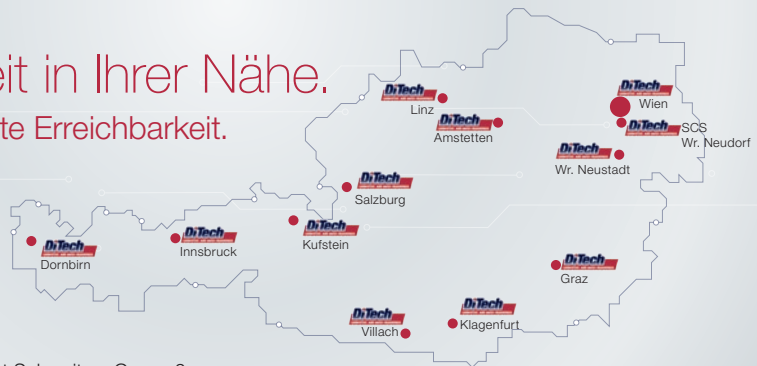 eit in Ihrer Nähe.
te Erreichbarkeit.
DiTech
Linz
DiTech
Amstetten
DiTech
Wien
DiTech SCS
Wr. Neudorf
DiTech
Wr. Neustadt
DiTech
Salzburg
DiTech
Kufstein
DiTech
Innsbruck
DiTech
Dornbirn
DiTech
Graz
DiTech
Villach
DiTech
Klagenfurt